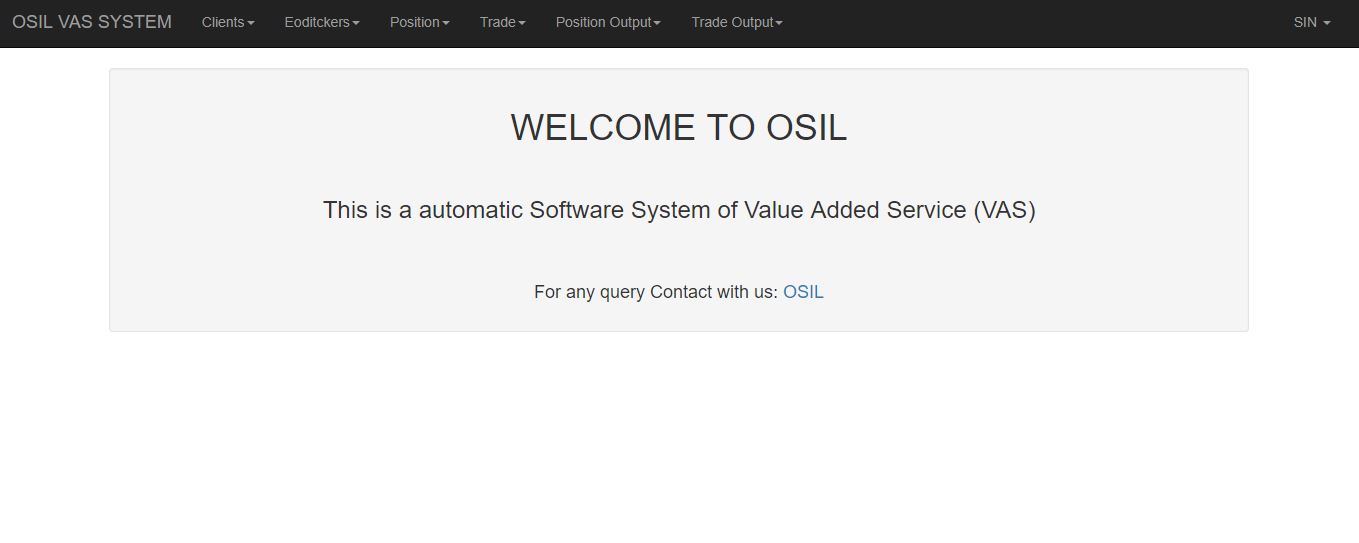 OSIL VAS SYSTEM Clients Eoditckers Position Trade Position Output Trade Output SIN
WELCOME TO OSIL
This is a automatic Software System of Value Added Service (VAS)
For any query Contact with us: OSIL